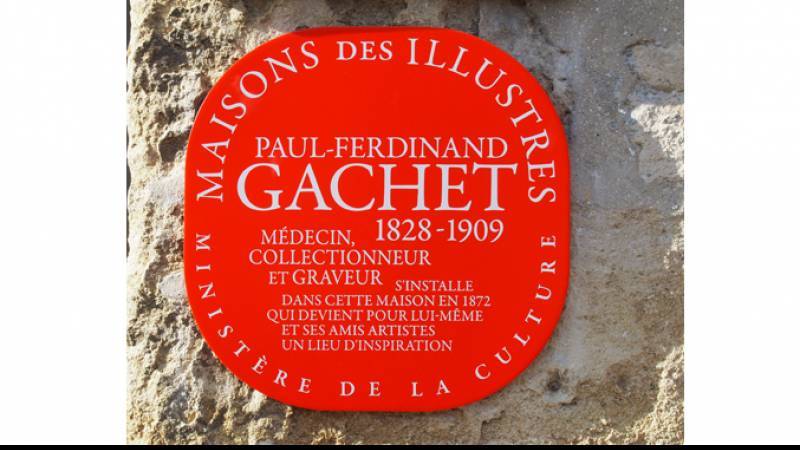 MAISONS DES ILLUSTRES
PAUL-FERDINAND
GACHET
1828-1909
MÉDECIN,
COLLECTIONNEUR
ET GRAVEUR S'INSTALLE
DANS CETTE MAISON EN 1872
QUI DEVIENT POUR LUI-MÊME
ET SES AMIS ARTISTES
UN LIEU D'INSPIRATION
MINISTÈRE DE LA CULTURE